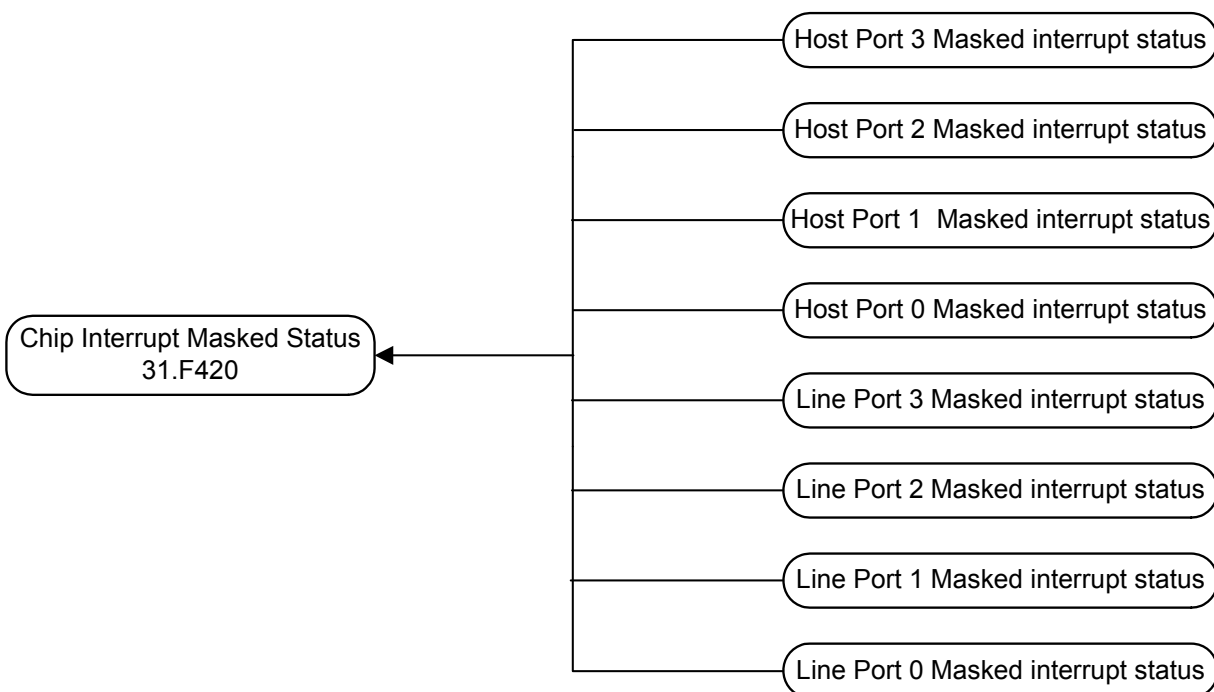 Host Port 3 Masked interrupt status
Host Port 2 Masked interrupt status
Host Port 1  Masked interrupt status
Host Port 0 Masked interrupt status
Chip Interrupt Masked Status
31.F420
Line Port 3 Masked interrupt status
Line Port 2 Masked interrupt status
Line Port 1 Masked interrupt status
Line Port 0 Masked interrupt status